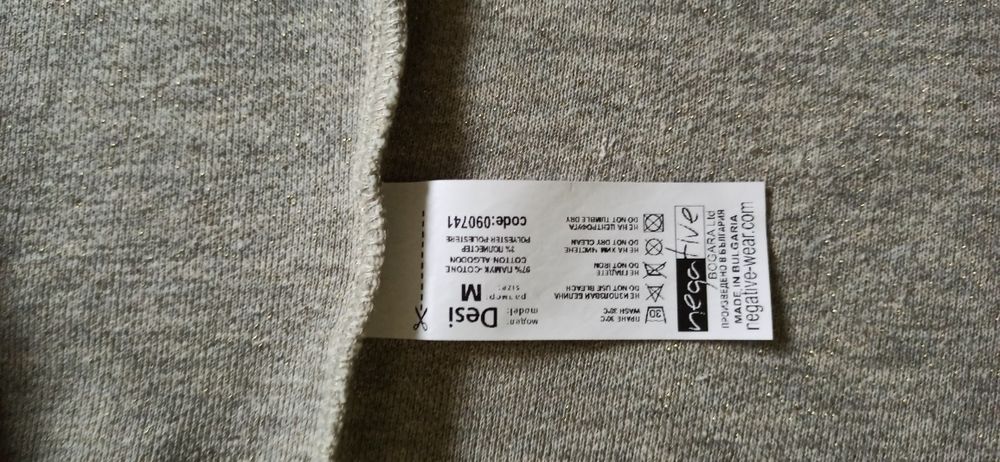 модел: размер:
model: size:
Desi M
97% ПАМУК-COTONE
COTTON-ALGODON
3% ПОЛИЕСТЕР
POLYESTER-POLIESTERE
code:090741
30
ПРАНЕ 30°C
WASH 30°C
НЕ ИЗПОЛЗВАЙ БЕЛИНА
DO NOT USE BLEACH
НЕ ГЛАДЕТЕ
DO NOT IRON
НЕ НА ХИМ. ЧИСТЕНЕ
DO NOT DRY CLEAN
НЕ НА ЦЕНТРОФУГА
DO NOT TUMBLE DRY
negative
BOGARA Ltd
ПРОИЗВЕДЕНО В БЪЛГАРИЯ
MADE IN BULGARIA
negative-wear.com